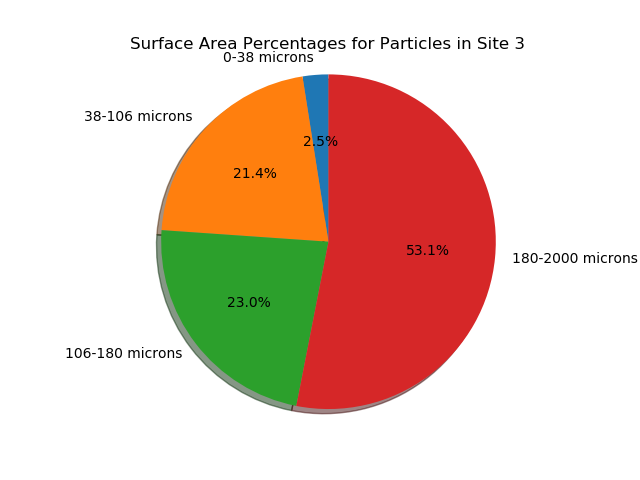 Surface Area Percentages for Particles in Site 3
0-38 microns
38-106 microns
2.5%
21.4%
53.1%
180-2000 microns
23.0%
106-180 microns